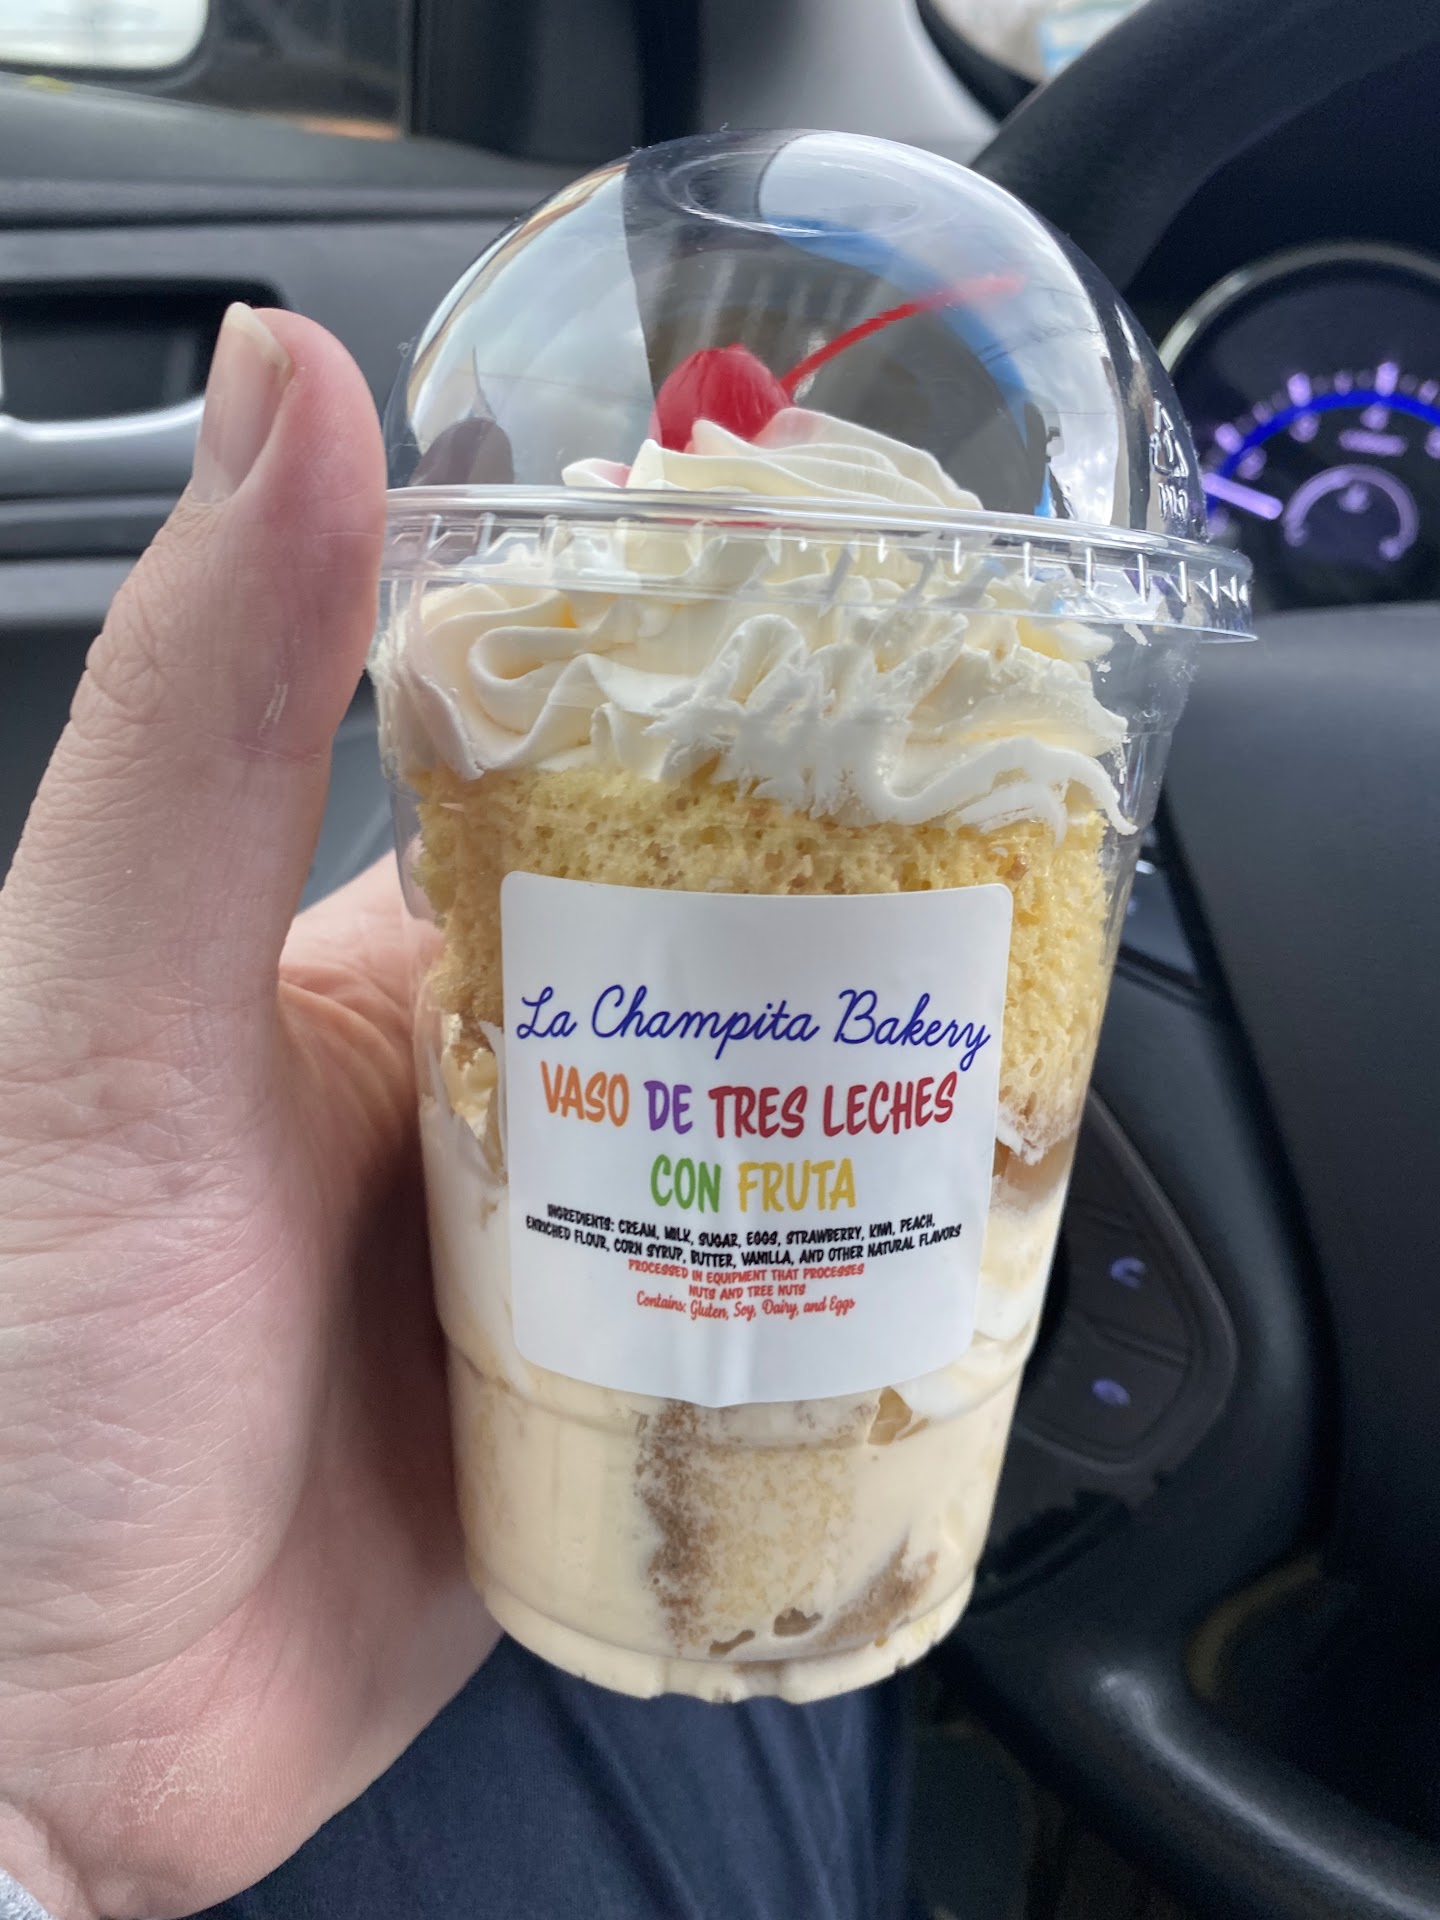 La Champita Bakery
VASO DE TRES LECHES
CON FRUTA
INGREDIENTS: CREAM, MILK, SUGAR, EGGS, STRAWBERRY, KIWI, PEACH,
ENRICHED FLOUR, CORN SYRUP, BUTTER, VANILLA, AND OTHER NATURAL FLAVORS
PROCESSED IN EQUIPMENT THAT PROCESSES
NUTS AND TREE NUTS
Contains: Gluten, Soy, Dairy, and Eggs